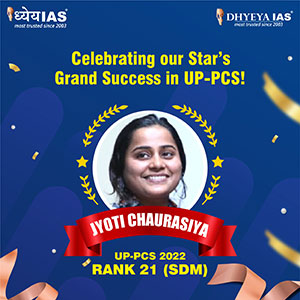 ध्येय IAS
most trusted since 2003
DHYEYA IAS
most trusted since 2003
Celebrating our Star's
Grand Success in UP-PCS!
JYOTI CHAURASIYA
UP-PCS 2022
RANK 21 (SDM)